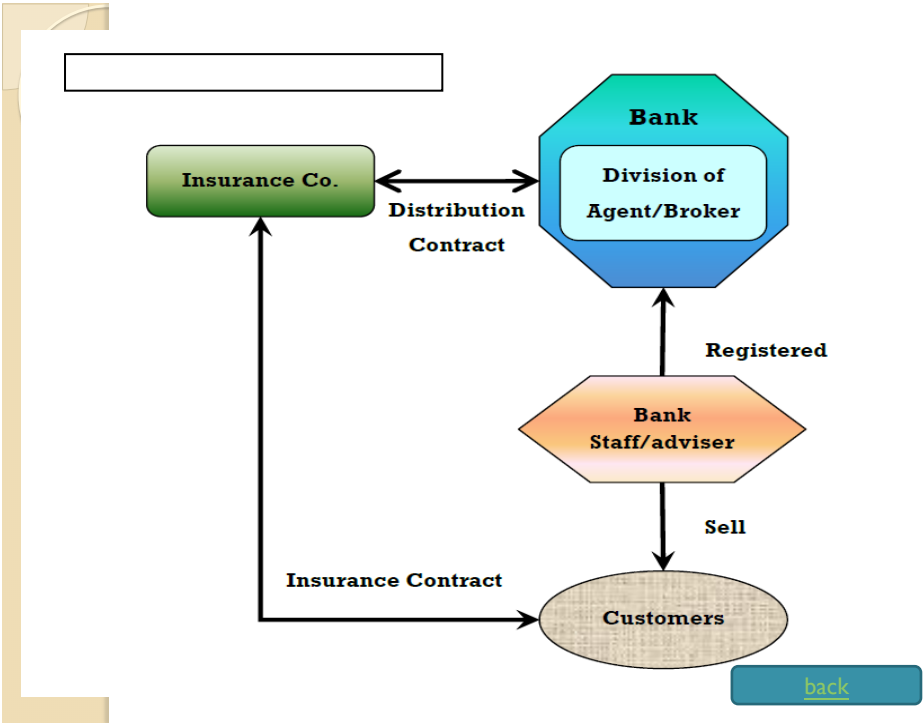 Bank
Insurance Co.
Division of
Agent/Broker
Distribution
Contract
Registered
Bank
Staff/adviser
Sell
Insurance Contract
Customers
back